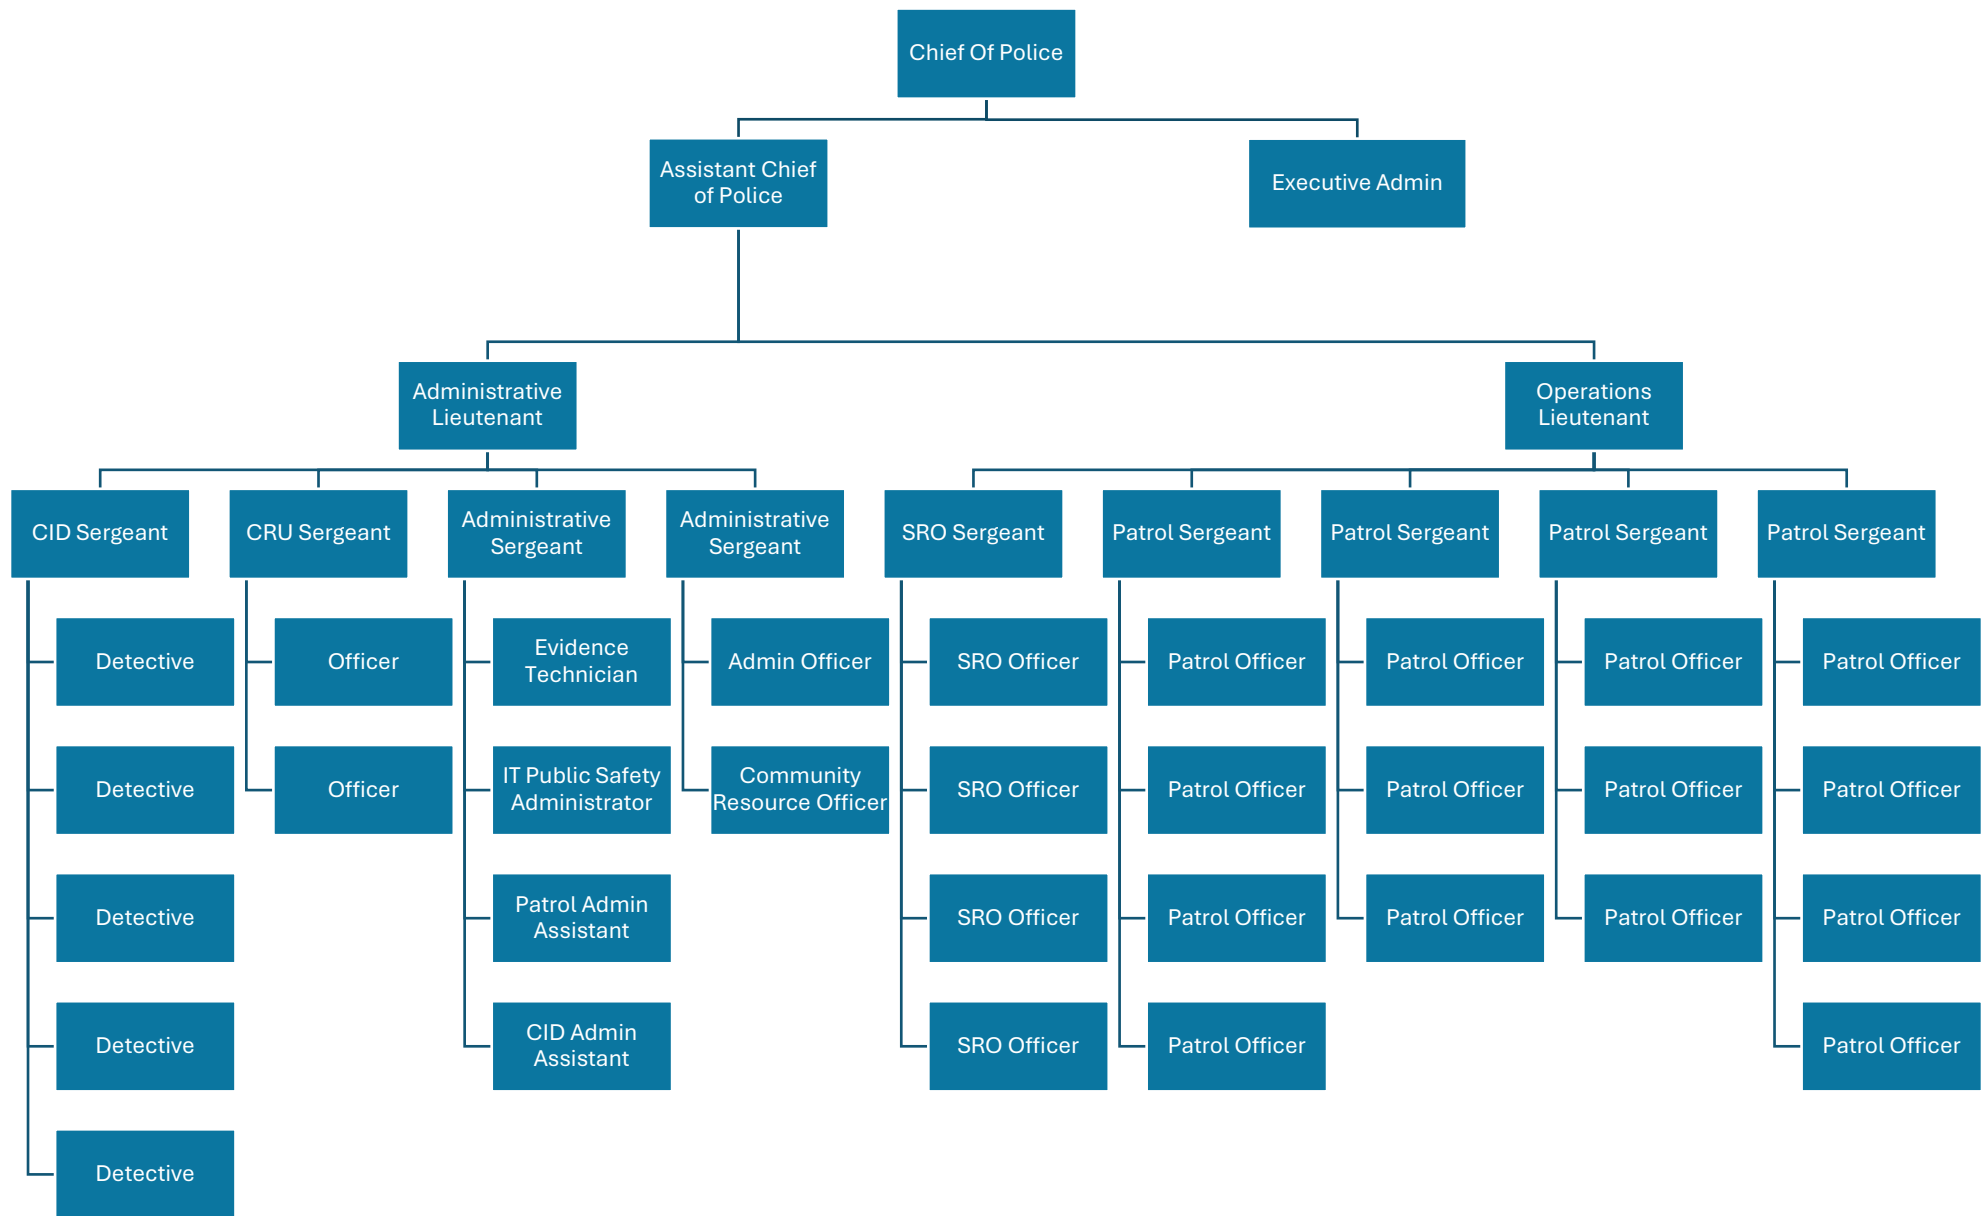 Chief Of Police
Assistant Chief
of Police
Executive Admin
Administrative
Lieutenant
Operations
Lieutenant
CID Sergeant
CRU Sergeant
Administrative
Sergeant
Administrative
Sergeant
SRO Sergeant
Patrol Sergeant
Patrol Sergeant
Patrol Sergeant
Patrol Sergeant
Detective
Officer
Evidence
Technician
Admin Officer
SRO Officer
Patrol Officer
Patrol Officer
Patrol Officer
Patrol Officer
Detective
Officer
IT Public Safety
Administrator
Community
Resource Officer
SRO Officer
Patrol Officer
Patrol Officer
Patrol Officer
Patrol Officer
Detective
Patrol Admin
Assistant
SRO Officer
Patrol Officer
Patrol Officer
Patrol Officer
Patrol Officer
Detective
CID Admin
Assistant
SRO Officer
Patrol Officer
Patrol Officer
Detective